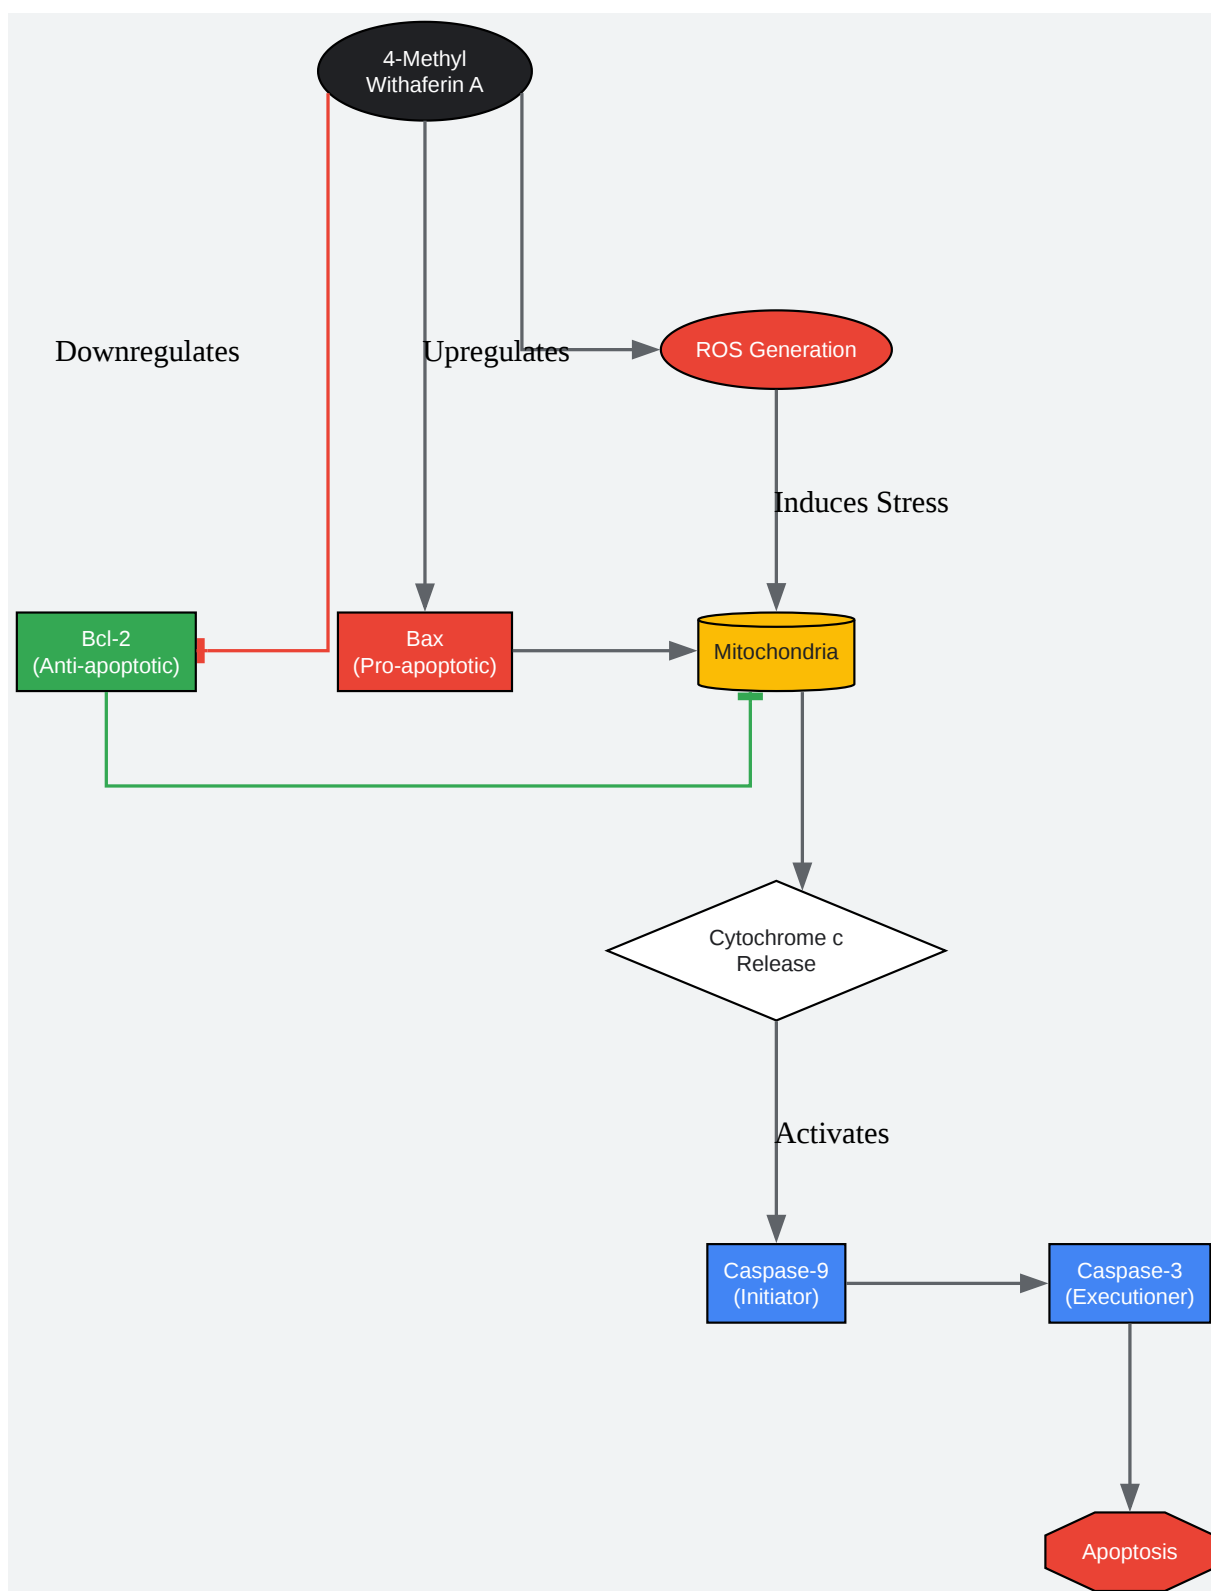 4-Methyl
Withaferin A
Downregulates
Upregulates
ROS Generation
Induces Stress
Bcl-2
(Anti-apoptotic)
Bax
(Pro-apoptotic)
Mitochondria
Cytochrome c
Release
Activates
Caspase-9
(Initiator)
Caspase-3
(Executioner)
Apoptosis